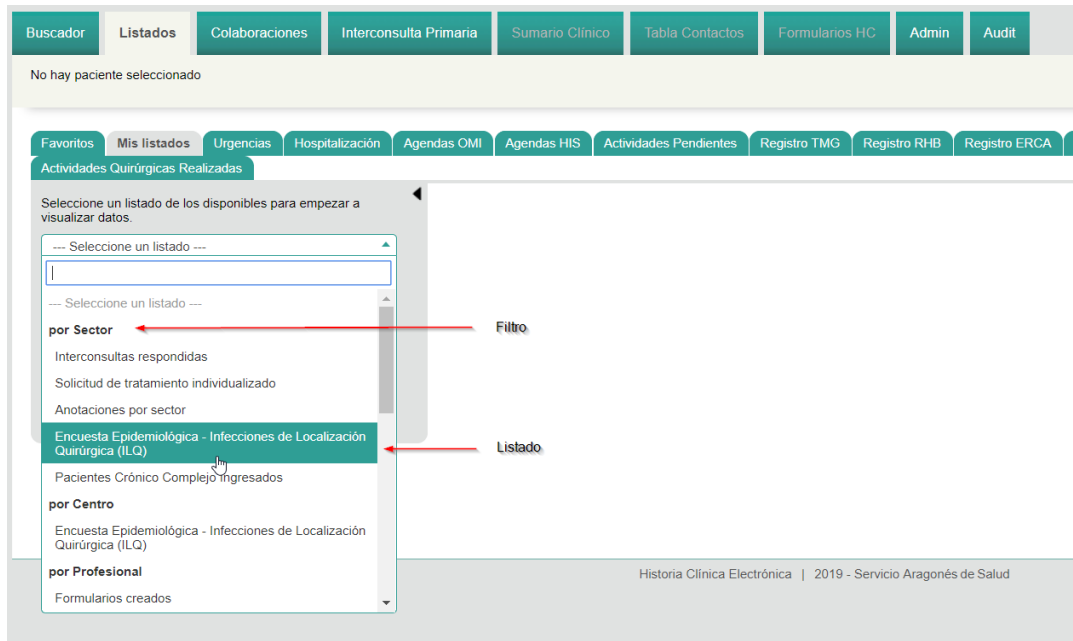 Buscador Listados Colaboraciones Interconsulta Primaria Sumario Clínico Tabla Contactos Formularios HC Admin Audit
No hay paciente seleccionado
Favoritos Mis listados Urgencias Hospitalización Agendas OMI Agendas HIS Actividades Pendientes Registro TMG Registro RHB Registro ERCA
Actividades Quirúrgicas Realizadas
Seleccione un listado de los disponibles para empezar a
visualizar datos.
--- Seleccione un listado ---
--- Seleccione un listado ---
por Sector
Filtro
Interconsultas respondidas
Solicitud de tratamiento individualizado
Anotaciones por sector
Encuesta Epidemiológica - Infecciones de Localización
Quirúrgica (ILQ)
Listado
Pacientes Crónico Complejo Ingresados
por Centro
Encuesta Epidemiológica - Infecciones de Localización
Quirúrgica (ILQ)
por Profesional
Formularios creados
Historia Clínica Electrónica | 2019 - Servicio Aragonés de Salud